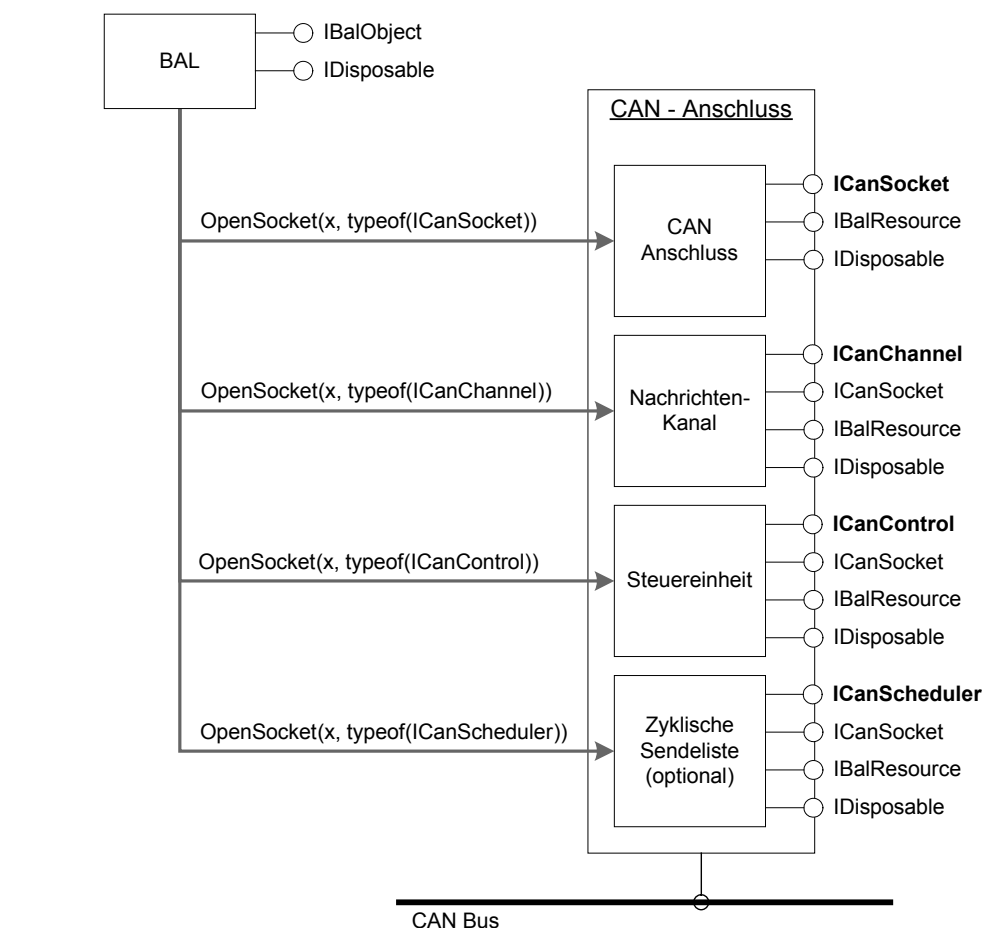 BAL
IBalObject
IDisposable
CAN - Anschluss
OpenSocket(x, typeof(ICanSocket))
CAN
Anschluss
ICanSocket
IBalResource
IDisposable
OpenSocket(x, typeof(ICanChannel))
Nachrichten-
Kanal
ICanChannel
ICanSocket
IBalResource
IDisposable
OpenSocket(x, typeof(ICanControl))
Steuereinheit
ICanControl
ICanSocket
IBalResource
IDisposable
OpenSocket(x, typeof(ICanScheduler))
Zyklische
Sendeliste
(optional)
ICanScheduler
ICanSocket
IBalResource
IDisposable
CAN Bus